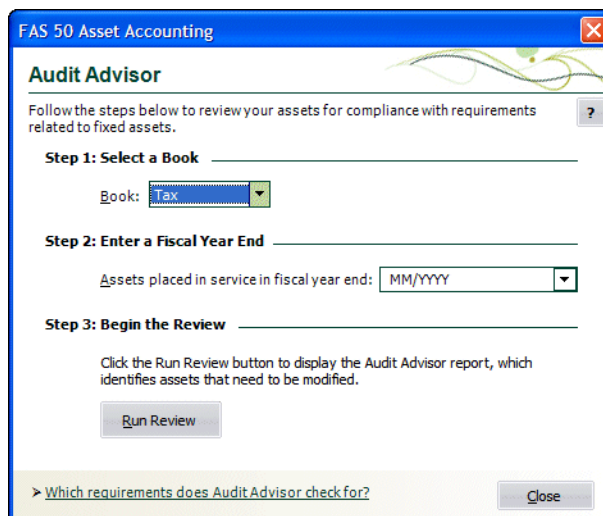 FAS 50 Asset Accounting
Audit Advisor
Follow the steps below to review your assets for compliance with requirements
related to fixed assets.
?
Step 1: Select a Book
Book: Tax
Step 2: Enter a Fiscal Year End
Assets placed in service in fiscal year end: MM/YYYY
Step 3: Begin the Review
Click the Run Review button to display the Audit Advisor report, which
identifies assets that need to be modified.
Run Review
Which requirements does Audit Advisor check for?
Close